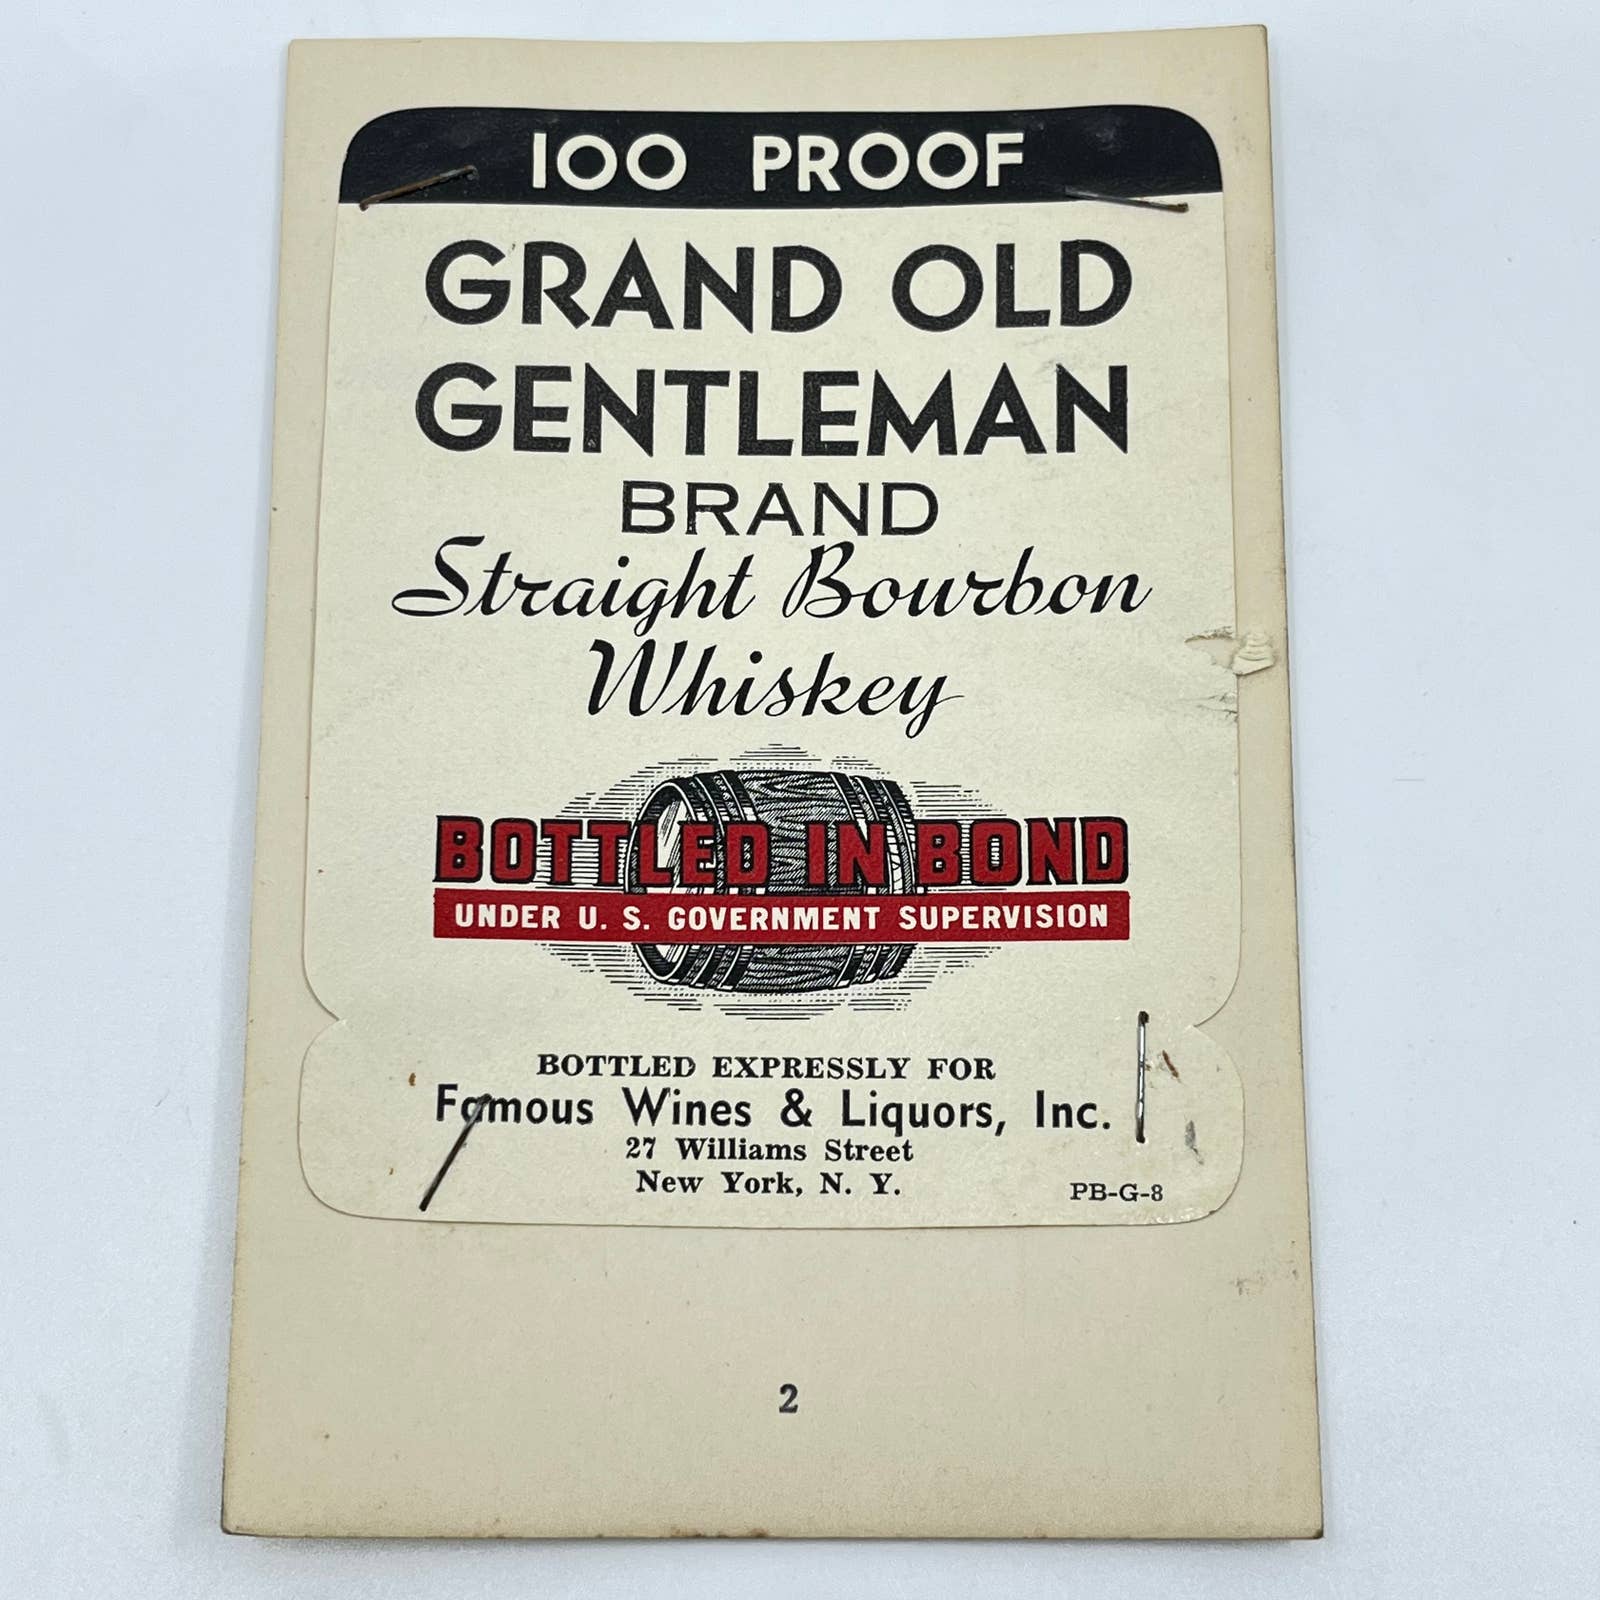 100 PROOF
GRAND OLD
GENTLEMAN
BRAND
Straight Bourbon
Whiskey
BOTTLED IN BOND
UNDER U. S. GOVERNMENT SUPERVISION
BOTTLED EXPRESSLY FOR
Famous Wines & Liquors, Inc.
27 Williams Street
New York, N. Y.
PB-G-8
2